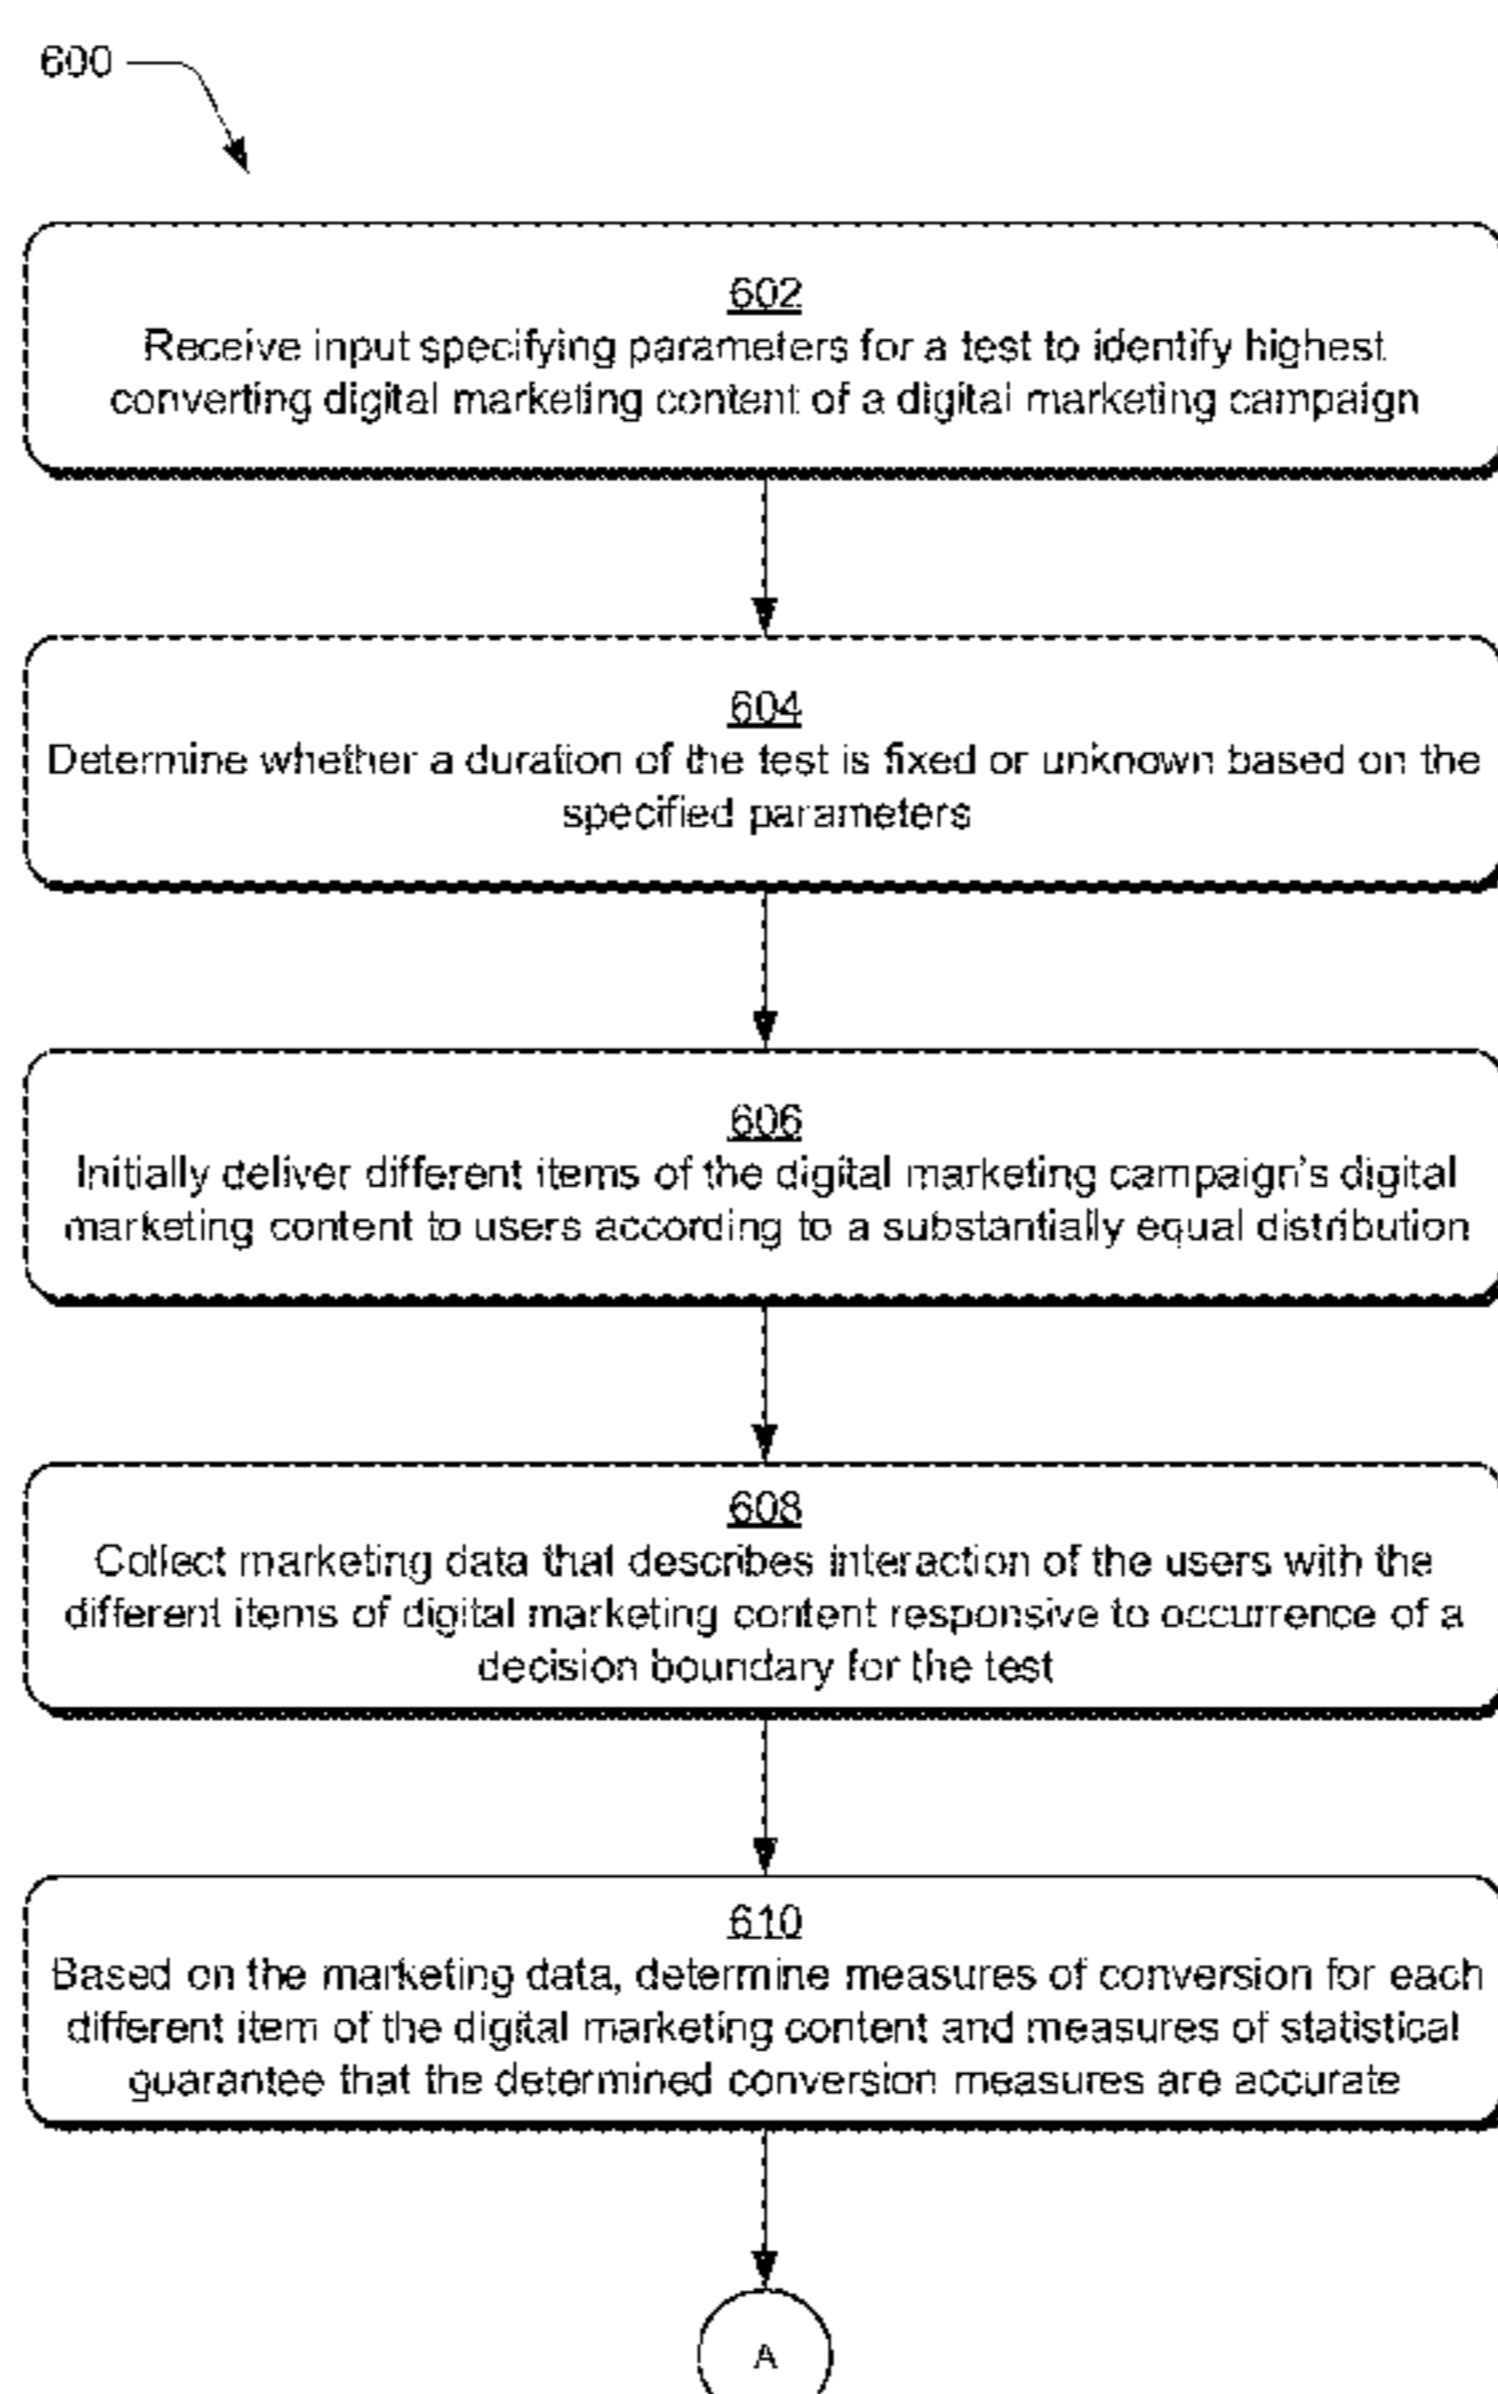 600
602
Receive input specifying parameters for a test to identify highest
converting digital marketing content of a digital marketing campaign
604
Determine whether a duration of the test is fixed or unknown based on the
specified parameters
606
Initially deliver different items of the digital marketing campaign's digital
marketing content to users according to a substantially equal distribution
608
Collect marketing data that describes interaction of the users with the
different items of digital marketing content responsive to occurrence of a
decision boundary for the test
610
Based on the marketing data, determine measures of conversion for each
different item of the digital marketing content and measures of statistical
guarantee that the determined conversion measures are accurate
A